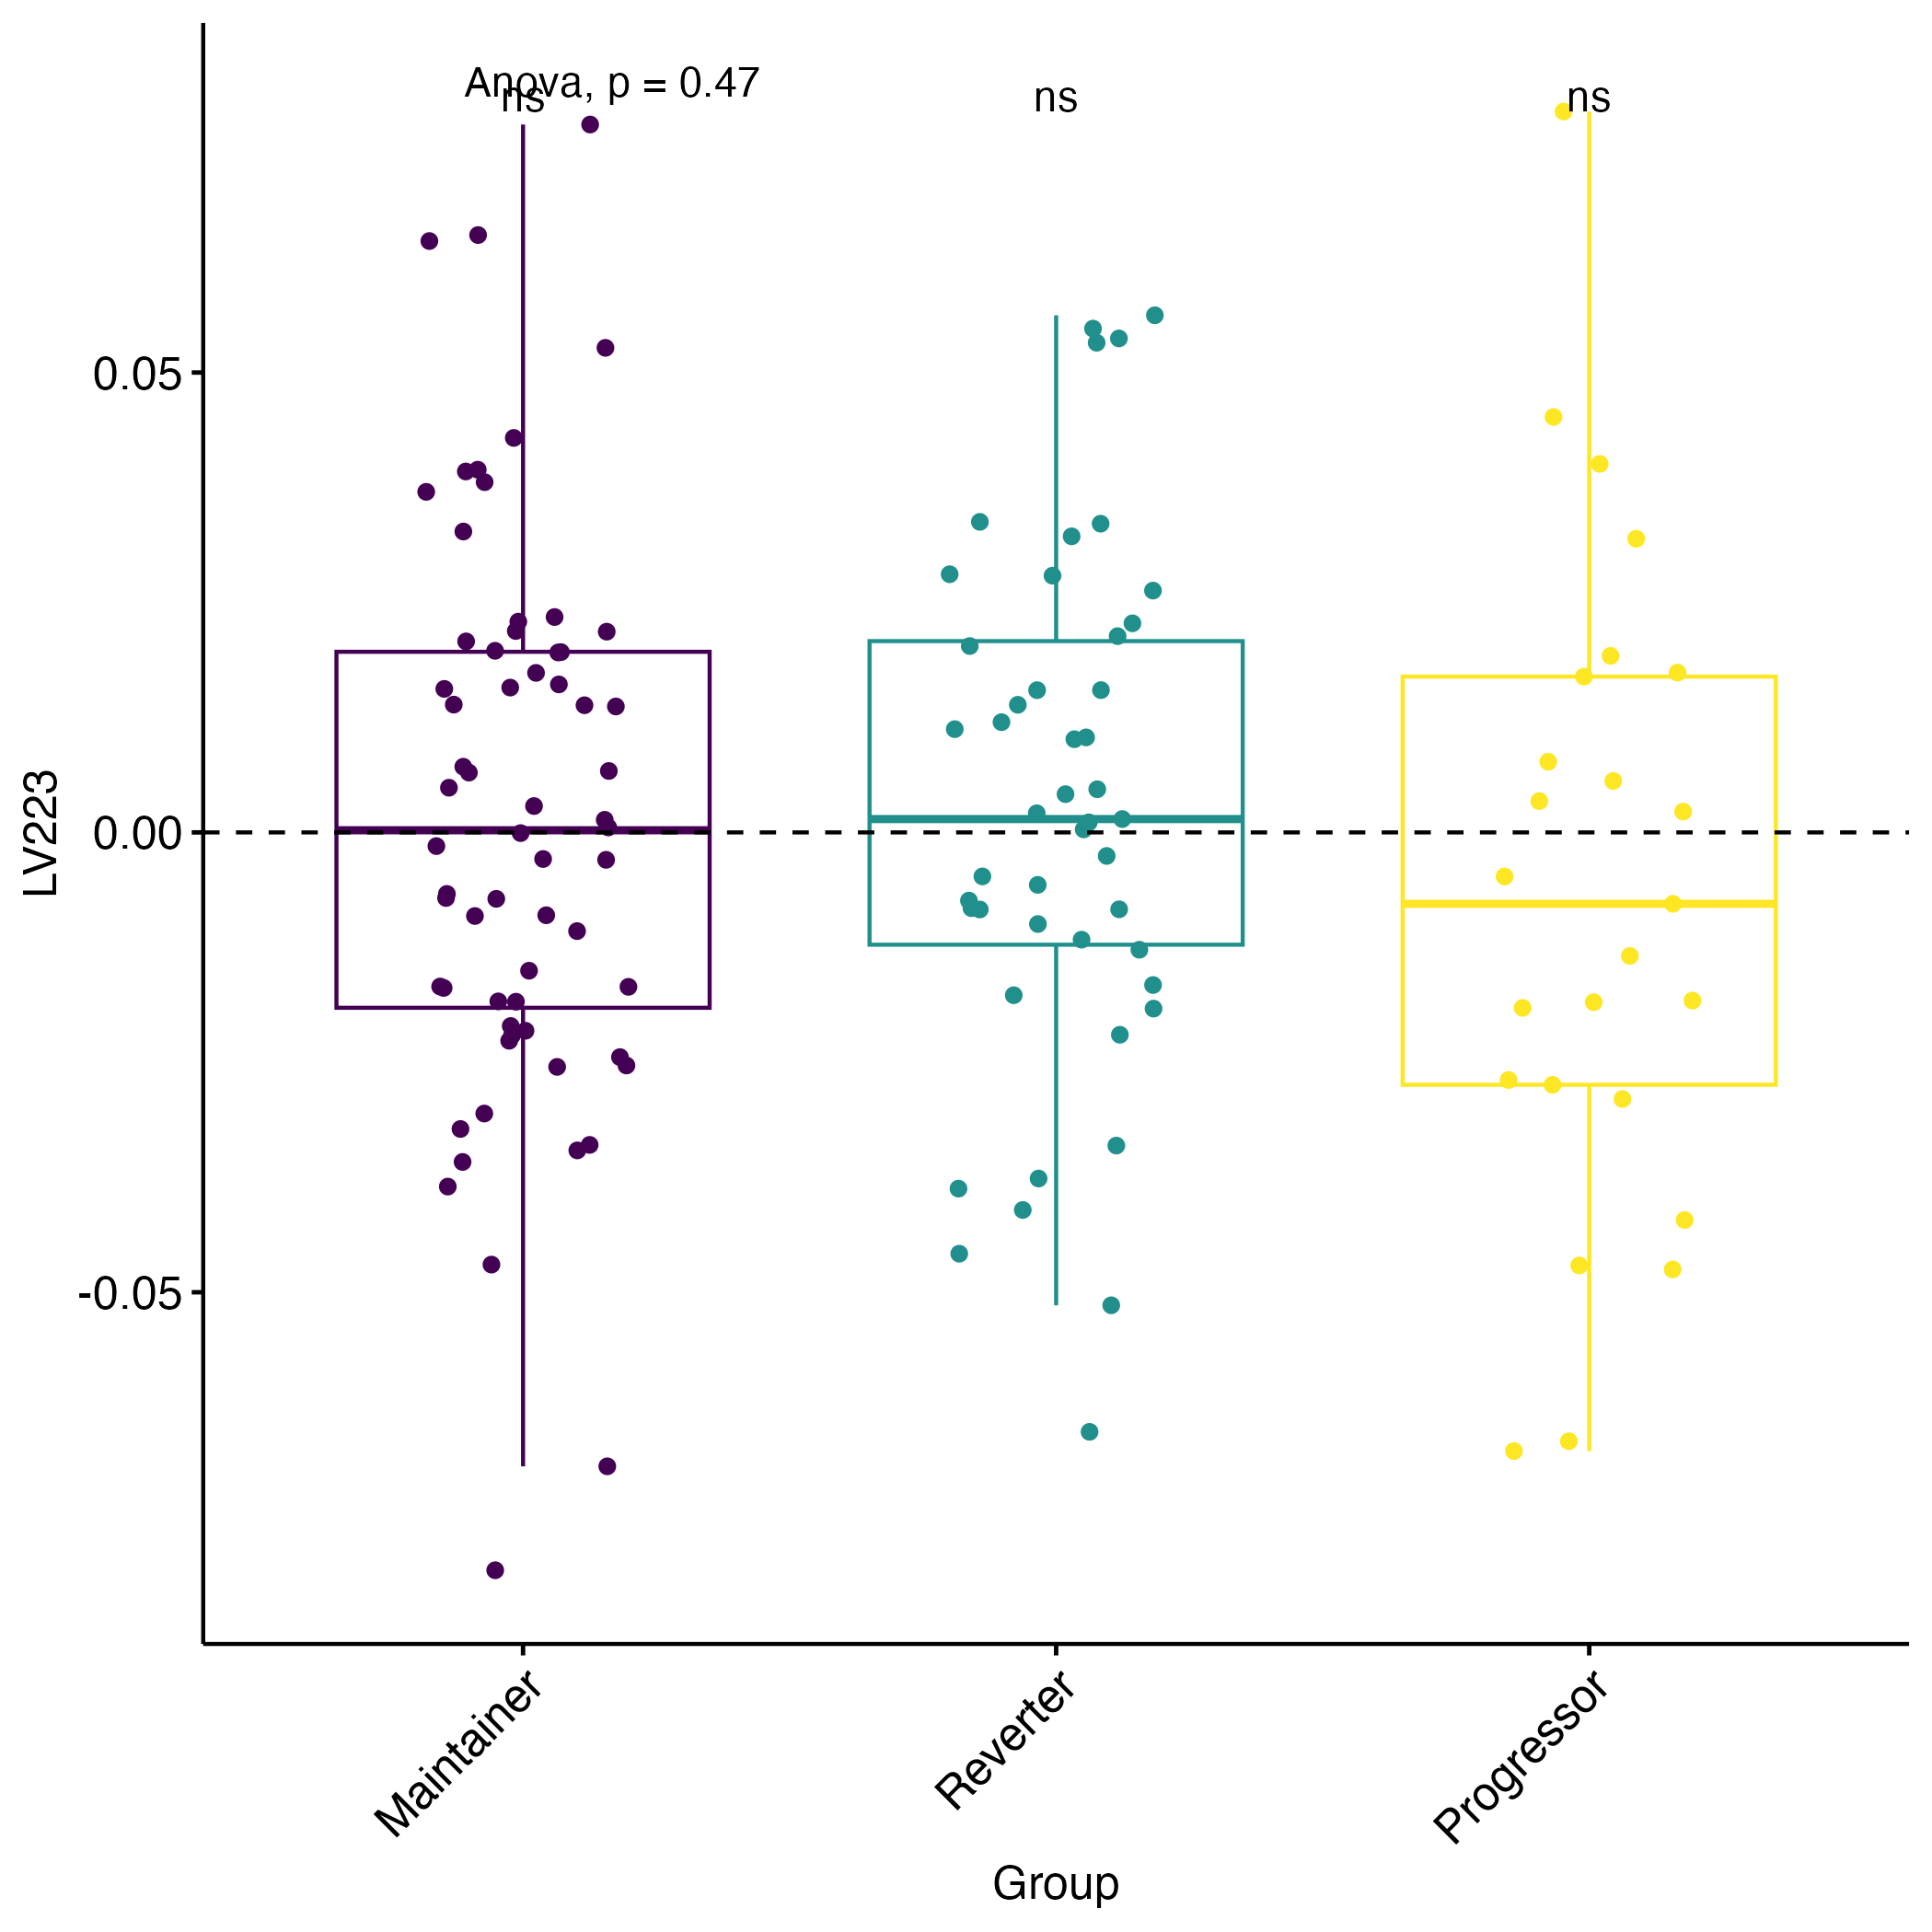 Anova, p = 0.47
ns
ns
ns
0.05
0.00
-0.05
LV223
Maintainer
Reverter
Progressor
Group